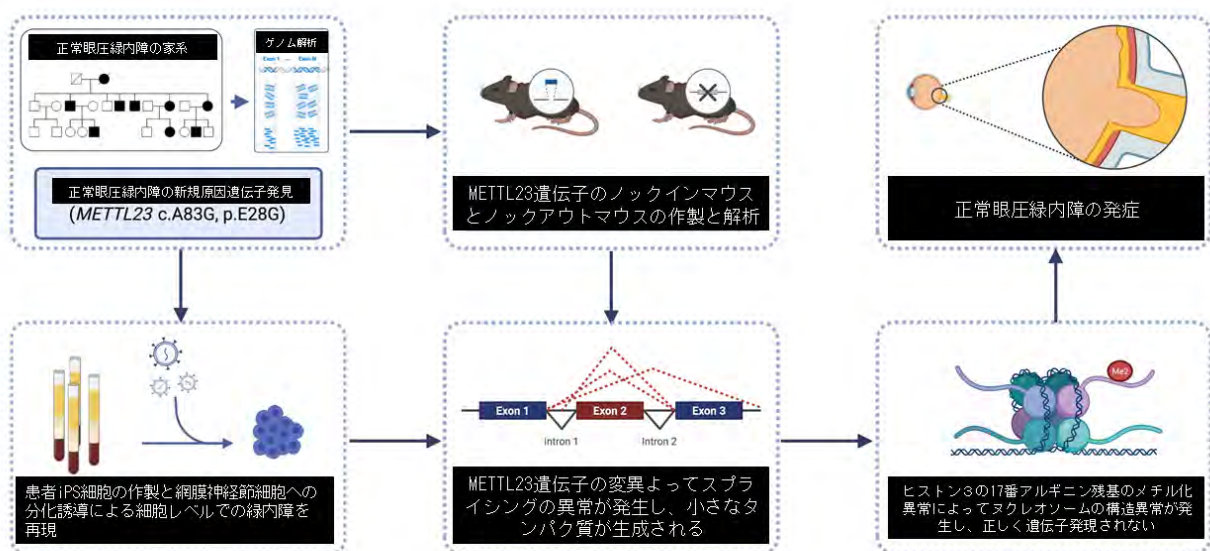 正常眼圧緑内障の家系
ゲノム解析
Exon 1 ... Exon N
正常眼圧緑内障の新規原因遺伝子発見
(METTL23 c.A83G, p.E28G)
METTL23遺伝子のノックインマウス
とノックアウトマウスの作製と解析
正常眼圧緑内障の発症
患者iPS細胞の作製と網膜神経節細胞への
分化誘導による細胞レベルでの緑内障を
再現
Exon 1
Exon 2
Exon 3
Intron 1
Intron 2
METTL23遺伝子の変異よってスプラ
イシングの異常が発生し、小さなタ
ンパク質が生成される
Me2
ヒストン3の17番アルギニン残基のメチル化
異常によってヌクレオソームの構造異常が発
生し、正しく遺伝子発現されない